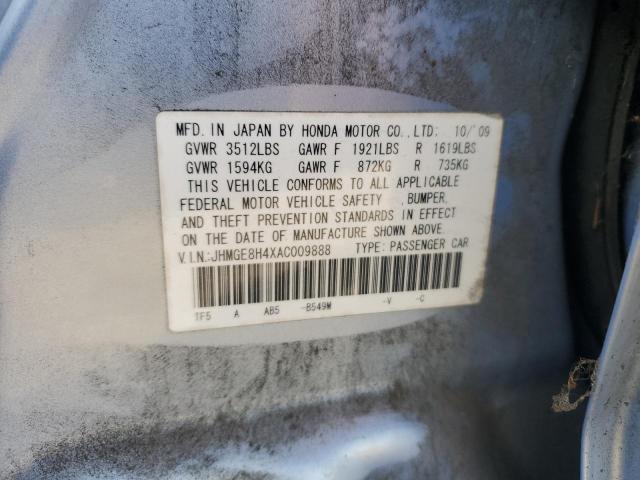 MFD. IN JAPAN BY HONDA MOTOR CO., LTD. 10/'09
GVWR 3512LBS GAWR F 1921LBS R 1619LBS
GVWR 1594KG GAWR F 872KG R 735KG
THIS VEHICLE CONFORMS TO ALL APPLICABLE
FEDERAL MOTOR VEHICLE SAFETY , BUMPER,
AND THEFT PREVENTION STANDARDS IN EFFECT
ON THE DATE OF MANUFACTURE SHOWN ABOVE.
V.I.N.:JHMGE8H4XAC009888 TYPE: PASSENGER CAR
TF5 A AB5 -B549M -V -C